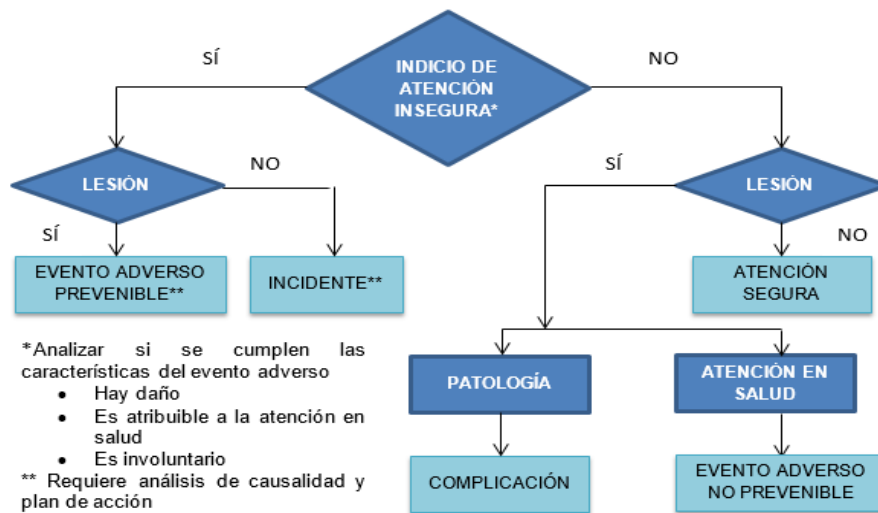 SÍ
INDICIO DE
ATENCIÓN
INSEGURA*
NO
LESIÓN
NO
SÍ
LESIÓN
SÍ
NO
EVENTO ADVERSO
PREVENIBLE**
INCIDENTE**
ATENCIÓN
SEGURA
*Analizar si se cumplen las
características del evento adverso
• Hay daño
• Es atribuible a la atención en
salud
• Es involuntario
** Requiere análisis de causalidad y
plan de acción
PATOLOGÍA
ATENCIÓN EN
SALUD
COMPLICACIÓN
EVENTO ADVERSO
NO PREVENIBLE